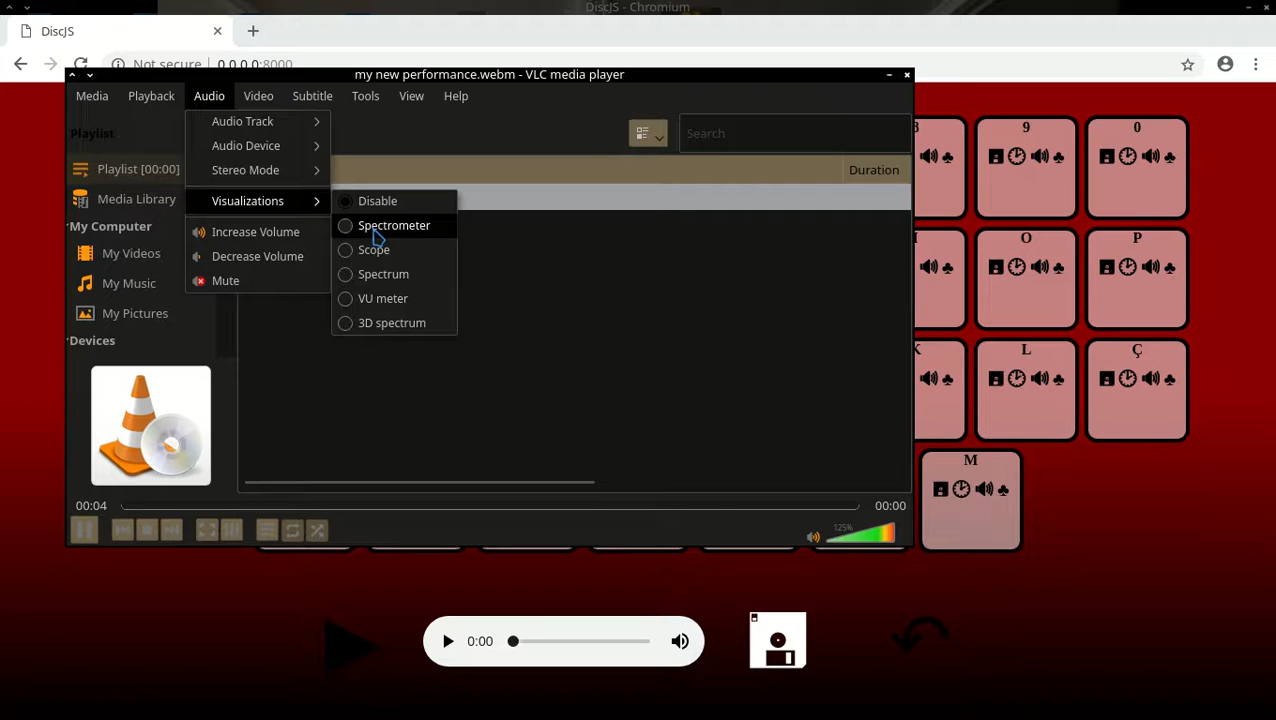 DiscJS - Chromium
DiscJS
Not secure 0.0.0.0:8000
my new performance.webm - VLC media player
Media Playback Audio Video Subtitle Tools View Help
Playlist
Search
Playlist [00:00]
Duration
Media Library
My Computer
My Videos
My Music
My Pictures
Devices
Audio Track
Audio Device
Stereo Mode
Visualizations
Increase Volume
Decrease Volume
Mute
Disable
Spectrometer
Scope
Spectrum
VU meter
3D spectrum
00:04
00:00
125%
8 9 0
O P
K L Ç
M
0:00